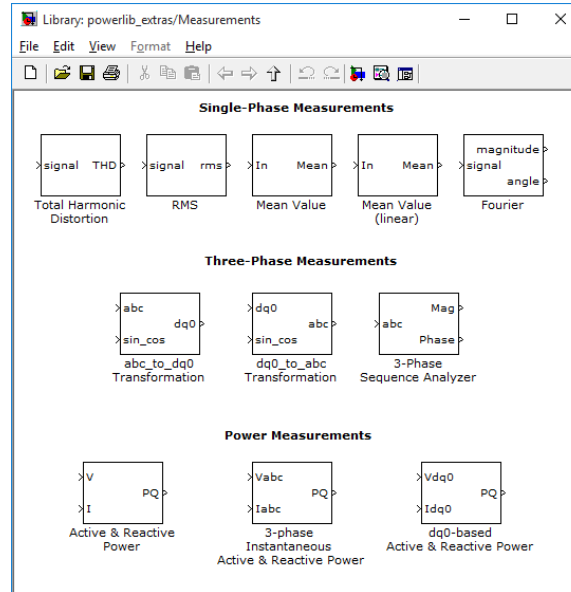 Library: powerlib_extras/Measurements
File Edit View Format Help
Single-Phase Measurements
signal THD
signal rms
In Mean
In Mean
magnitude
signal
angle
Total Harmonic
Distortion
RMS
Mean Value
Mean Value
(linear)
Fourier
Three-Phase Measurements
abc
dq0
sin_cos
dq0
abc
sin_cos
Mag
abc
Phase
abc_to_dq0
Transformation
dq0_to_abc
Transformation
3-Phase
Sequence Analyzer
Power Measurements
V
PQ
I
Vabc
PQ
Iabc
Vdq0
PQ
Idq0
Active & Reactive
Power
3-phase
Instantaneous
Active & Reactive Power
dq0-based
Active & Reactive Power